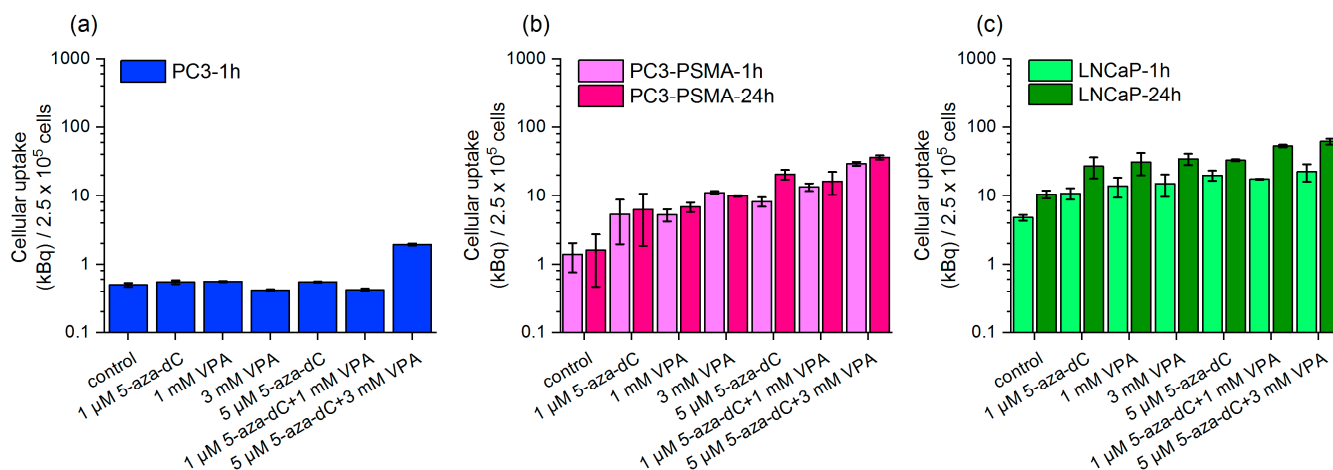 (a)
PC3-1h
1000
100
10
1
0.1
Cellular uptake
(kBq) / 2.5 x 10⁵ cells
control
1 µM 5-aza-dC
1 mM VPA
3 mM VPA
5 µM 5-aza-dC
1 µM 5-aza-dC+1 mM VPA
5 µM 5-aza-dC+3 mM VPA
(b)
PC3-PSMA-1h
PC3-PSMA-24h
1000
100
10
1
0.1
Cellular uptake
(kBq) / 2.5 x 10⁵ cells
control
1 µM 5-aza-dC
1 mM VPA
3 mM VPA
5 µM 5-aza-dC
1 µM 5-aza-dC+1 mM VPA
5 µM 5-aza-dC+3 mM VPA
(c)
LNCaP-1h
LNCaP-24h
1000
100
10
1
0.1
Cellular uptake
(kBq) / 2.5 x 10⁵ cells
control
1 µM 5-aza-dC
1 mM VPA
3 mM VPA
5 µM 5-aza-dC
1 µM 5-aza-dC+1 mM VPA
5 µM 5-aza-dC+3 mM VPA